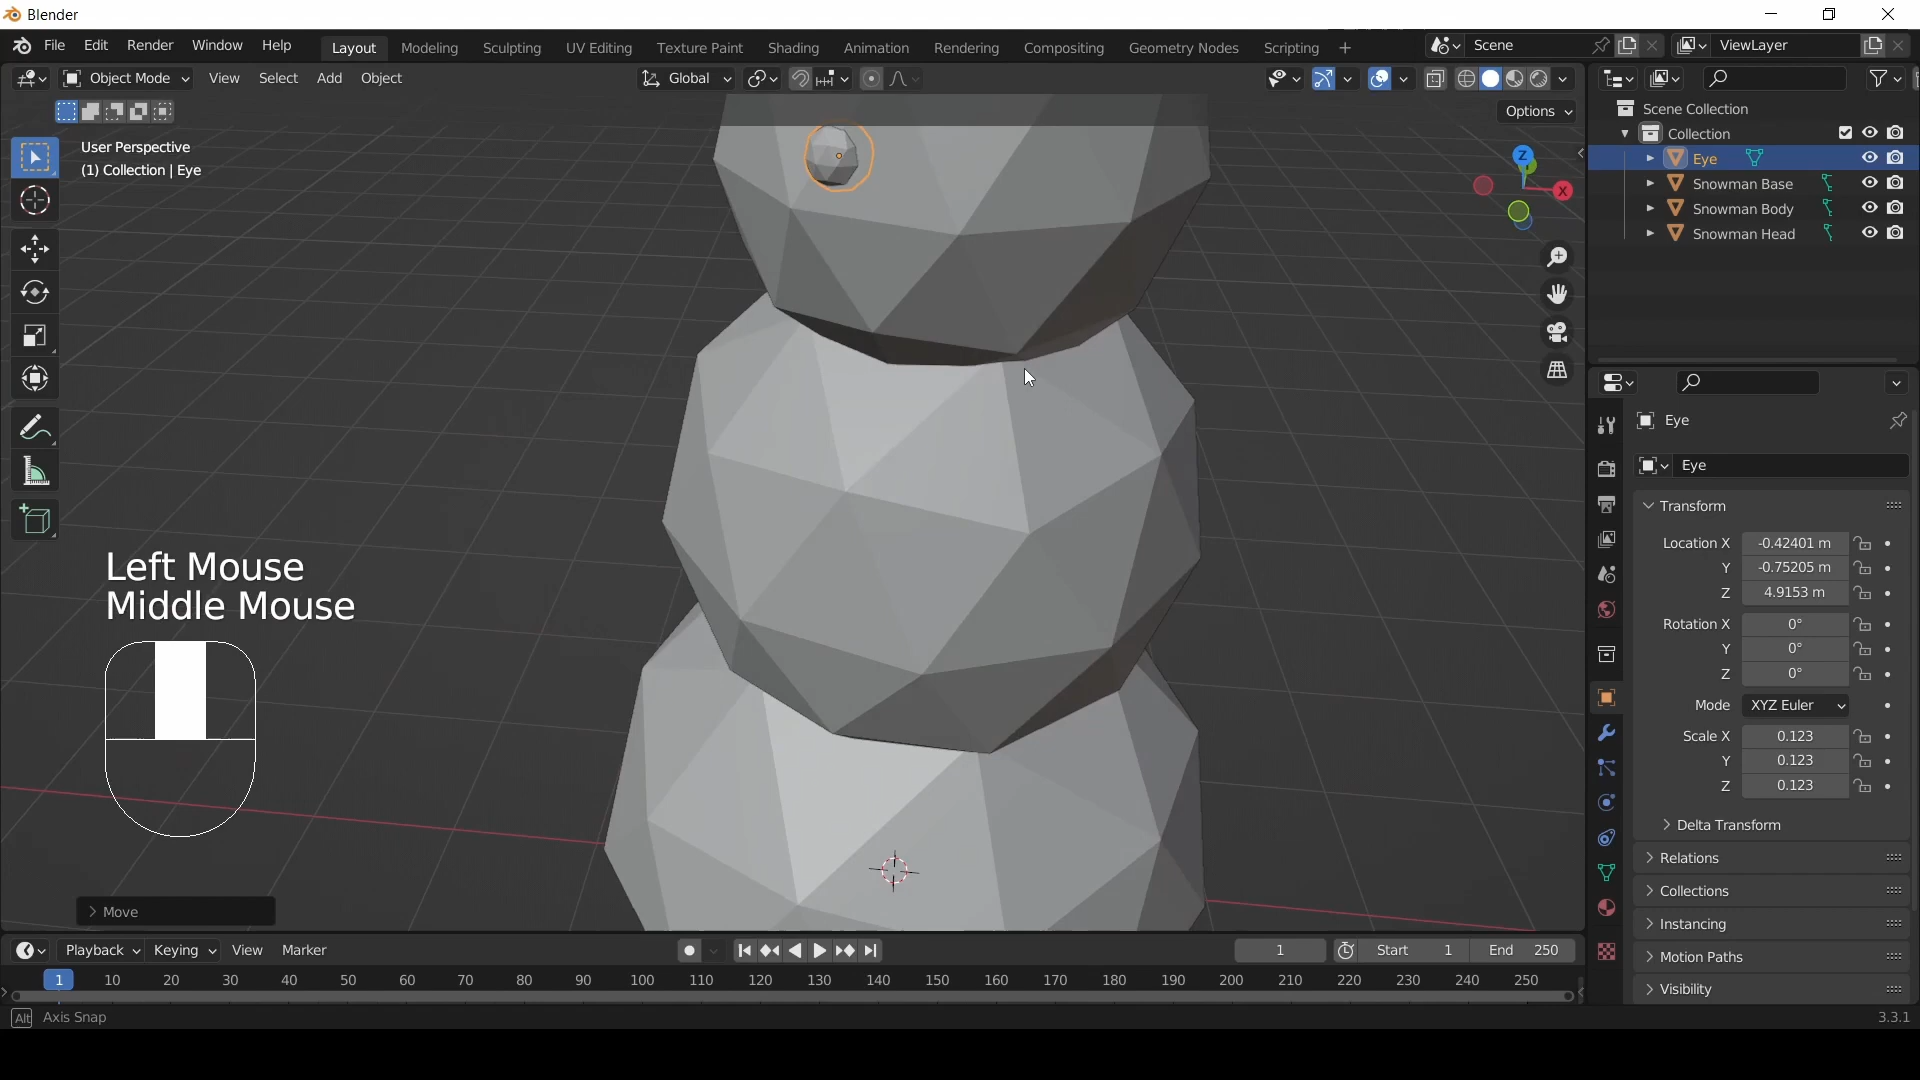 Blender
File Edit Render Window Help Layout Modeling Sculpting UV Editing Texture Paint Shading Animation Rendering Compositing Geometry Nodes Scripting + Scene ViewLayer
Object Mode View Select Add Object Global
Options
User Perspective
(1) Collection | Eye
Z
X
Scene Collection
Collection
Eye
Snowman Base
Snowman Body
Snowman Head
Left Mouse
Middle Mouse
Move
Eye
Eye
Transform
Location X -0.42401 m
Y -0.75205 m
Z 4.9153 m
Rotation X 0°
Y 0°
Z 0°
Mode XYZ Euler
Scale X 0.123
Y 0.123
Z 0.123
Delta Transform
Relations
Collections
Instancing
Motion Paths
Visibility
Playback Keying View Marker 1 Start 1 End 250
1 10 20 30 40 50 60 70 80 90 100 110 120 130 140 150 160 170 180 190 200 210 220 230 240 250
Alt Axis Snap
3.3.1